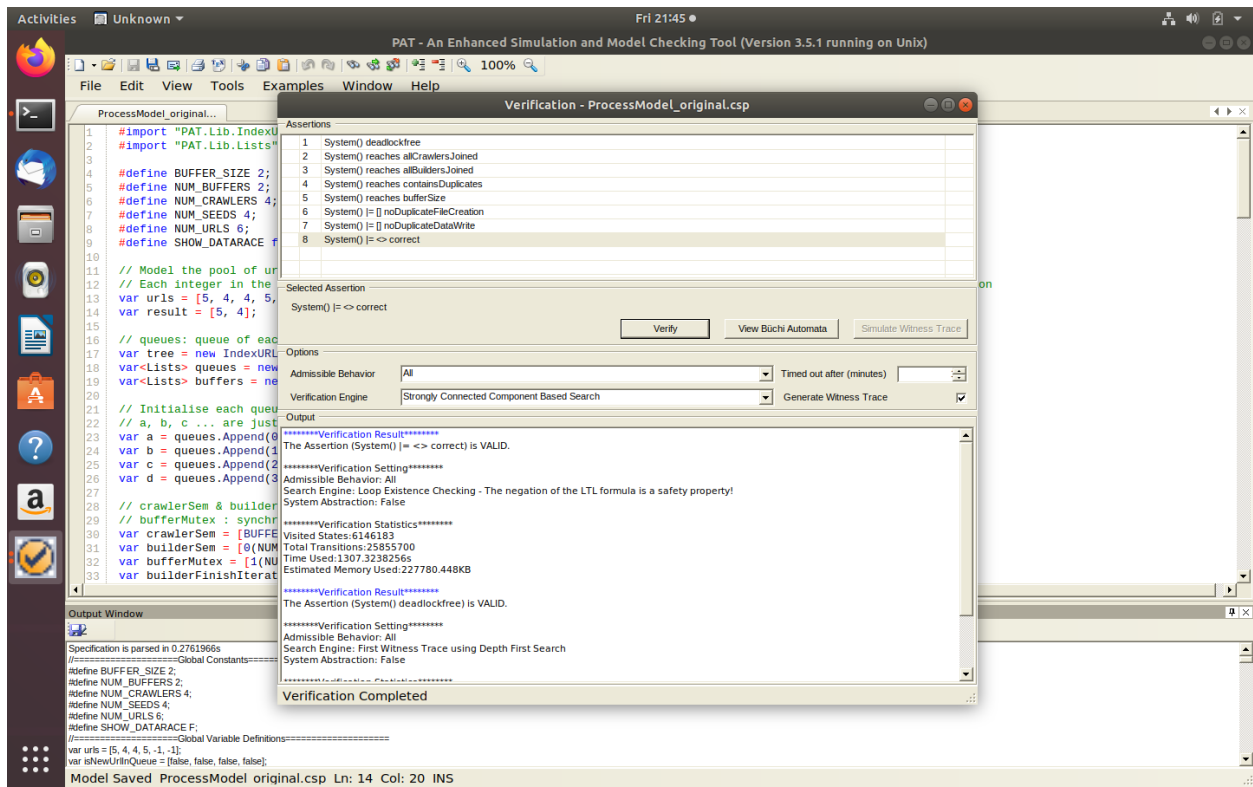 Activities Unknown Fri 21:45
PAT - An Enhanced Simulation and Model Checking Tool (Version 3.5.1 running on Unix)
100%
File Edit View Tools Examples Window Help
ProcessModel_original...
1 #import "PAT.Lib.IndexU
2 #import "PAT.Lib.Lists"
3
4 #define BUFFER_SIZE 2;
5 #define NUM_BUFFERS 2;
6 #define NUM_CRAWLERS 4;
7 #define NUM_SEEDS 4;
8 #define NUM_URLS 6;
9 #define SHOW_DATARACE f
10
11 // Model the pool of ur
12 // Each integer in the on
13 var urls = [5, 4, 4, 5,
14 var result = [5, 4];
15
16 // queues: queue of eac
17 var tree = new IndexURL
18 var<Lists> queues = new
19 var<Lists> buffers = ne
20
21 // Initialise each queu
22 // a, b, c ... are just
23 var a = queues.Append(0
24 var b = queues.Append(1
25 var c = queues.Append(2
26 var d = queues.Append(3
27
28 // crawlerSem & builder
29 // bufferMutex : synchr
30 var crawlerSem = [BUFFE
31 var builderSem = [0(NUM
32 var bufferMutex = [1(NU
33 var builderFinishIterat
Verification - ProcessModel_original.csp
Assertions
1 System() deadlockfree
2 System() reaches allCrawlersJoined
3 System() reaches allBuildersJoined
4 System() reaches containsDuplicates
5 System() reaches bufferSize
6 System() |= [] noDuplicateFileCreation
7 System() |= [] noDuplicateDataWrite
8 System() |= <> correct
Selected Assertion
System() |= <> correct
Verify View Büchi Automata Simulate Witness Trace
Options
Admissible Behavior All Timed out after (minutes)
Verification Engine Strongly Connected Component Based Search Generate Witness Trace
Output
********Verification Result********
The Assertion (System() |= <> correct) is VALID.
********Verification Setting********
Admissible Behavior: All
Search Engine: Loop Existence Checking - The negation of the LTL formula is a safety property!
System Abstraction: False
********Verification Statistics********
Visited States:6146183
Total Transitions:25855700
Time Used:1307.3238256s
Estimated Memory Used:227780.448KB
********Verification Result********
The Assertion (System() deadlockfree) is VALID.
********Verification Setting********
Admissible Behavior: All
Search Engine: First Witness Trace using Depth First Search
System Abstraction: False
********Verification Statistics********
Verification Completed
Output Window
Specification is parsed in 0.2761966s
//====================Global Constants=====
#define BUFFER_SIZE 2;
#define NUM_BUFFERS 2;
#define NUM_CRAWLERS 4;
#define NUM_SEEDS 4;
#define NUM_URLS 6;
#define SHOW_DATARACE F;
//====================Global Variable Definitions====================
var urls = [5, 4, 4, 5, -1, -1];
var isNewUrlInQueue = [false, false, false, false];
Model Saved ProcessModel_original.csp Ln: 14 Col: 20 INS